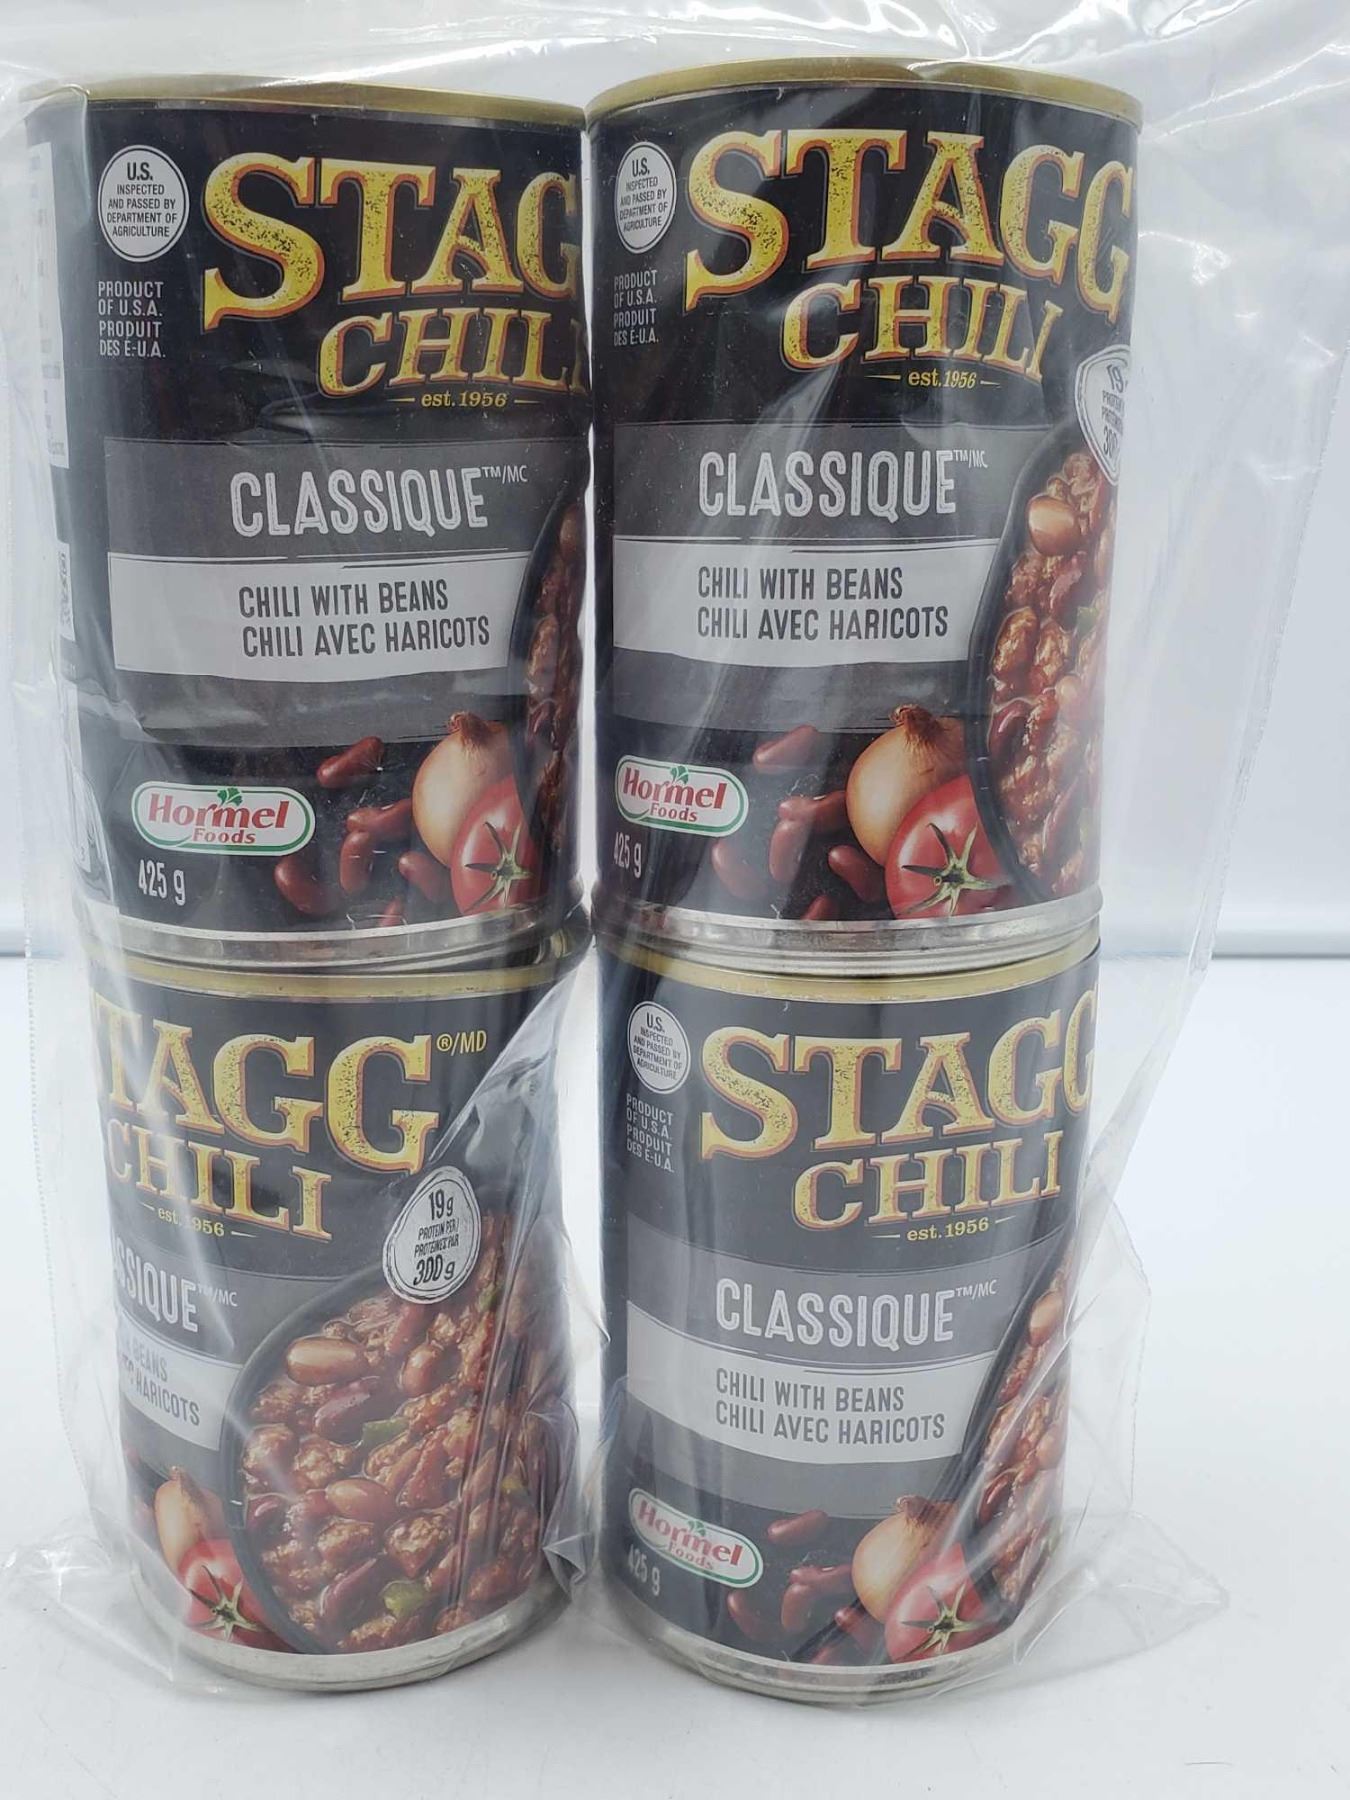 U.S.
INSPECTED
AND PASSED BY
DEPARTMENT OF
AGRICULTURE
PRODUCT
OF U.S.A.
PRODUIT
DES É.-U.A.
STAG
CHILI
est. 1956
CLASSIQUE™/MC
CHILI WITH BEANS
CHILI AVEC HARICOTS
Hormel
Foods
425 g
U.S.
INSPECTED
AND PASSED BY
DEPARTMENT OF
AGRICULTURE
PRODUCT
OF U.S.A.
PRODUIT
DES É.-U.A.
STAGG
CHILI
est. 1956
19
300
CLASSIQUE™/MC
CHILI WITH BEANS
CHILI AVEC HARICOTS
Hormel
Foods
425 g
TAGG®/MD
CHILI
est. 1956
19g
PROTEIN PER/
PROTÉINES PAR
300 g
SSIQUE™/MC
BEANS
HARICOTS
U.S.
INSPECTED
AND PASSED BY
DEPARTMENT OF
AGRICULTURE
PRODUCT
OF U.S.A.
PRODUIT
DES É.-U.A.
STAGG
CHILI
est. 1956
CLASSIQUE™/MC
CHILI WITH BEANS
CHILI AVEC HARICOTS
Hormel
Foods
425 g